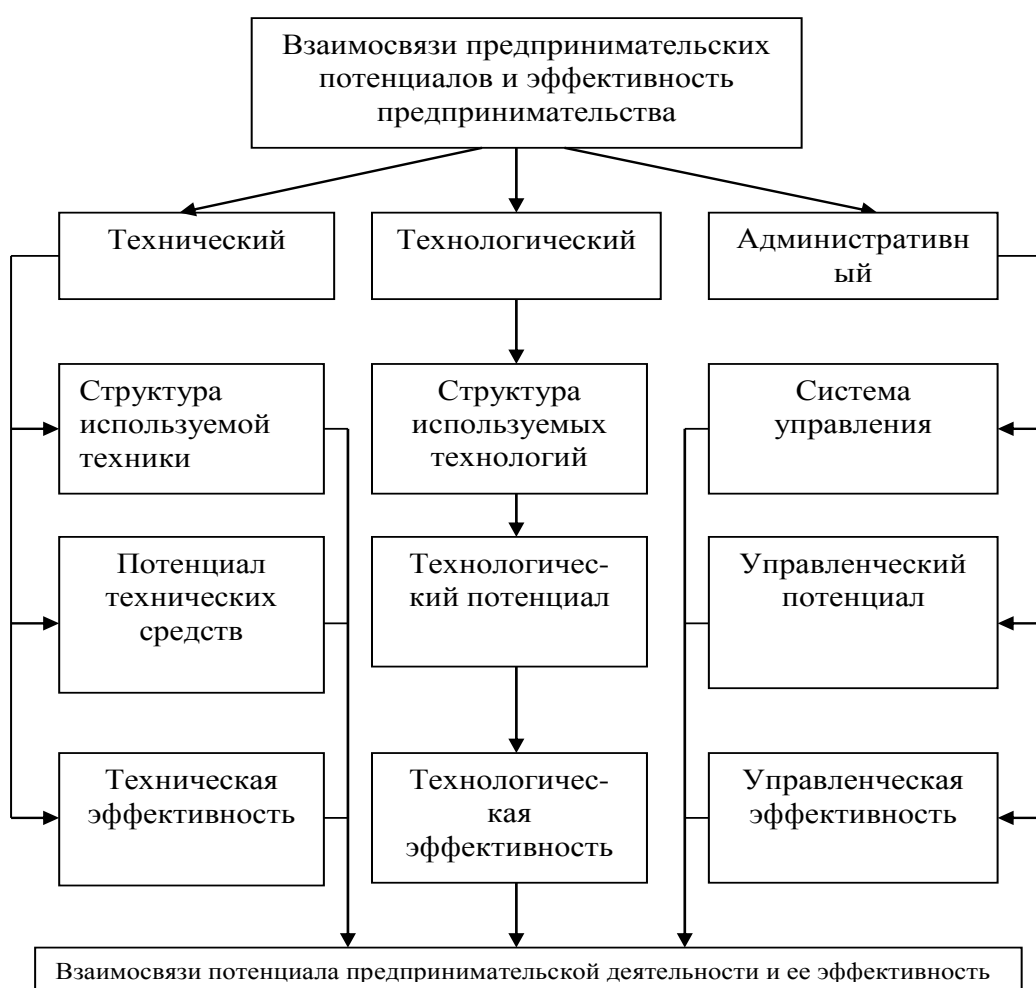 Взаимосвязи предпринимательских
потенциалов и эффективность
предпринимательства
Технический
Технологический
Административн
ый
Структура
используемой
техники
Структура
используемых
технологий
Система
управления
Потенциал
технических
средств
Технологичес-
кий потенциал
Управленческий
потенциал
Техническая
эффективность
Технологичес-
кая
эффективность
Управленческая
эффективность
Взаимосвязи потенциала предпринимательской деятельности и ее эффективность